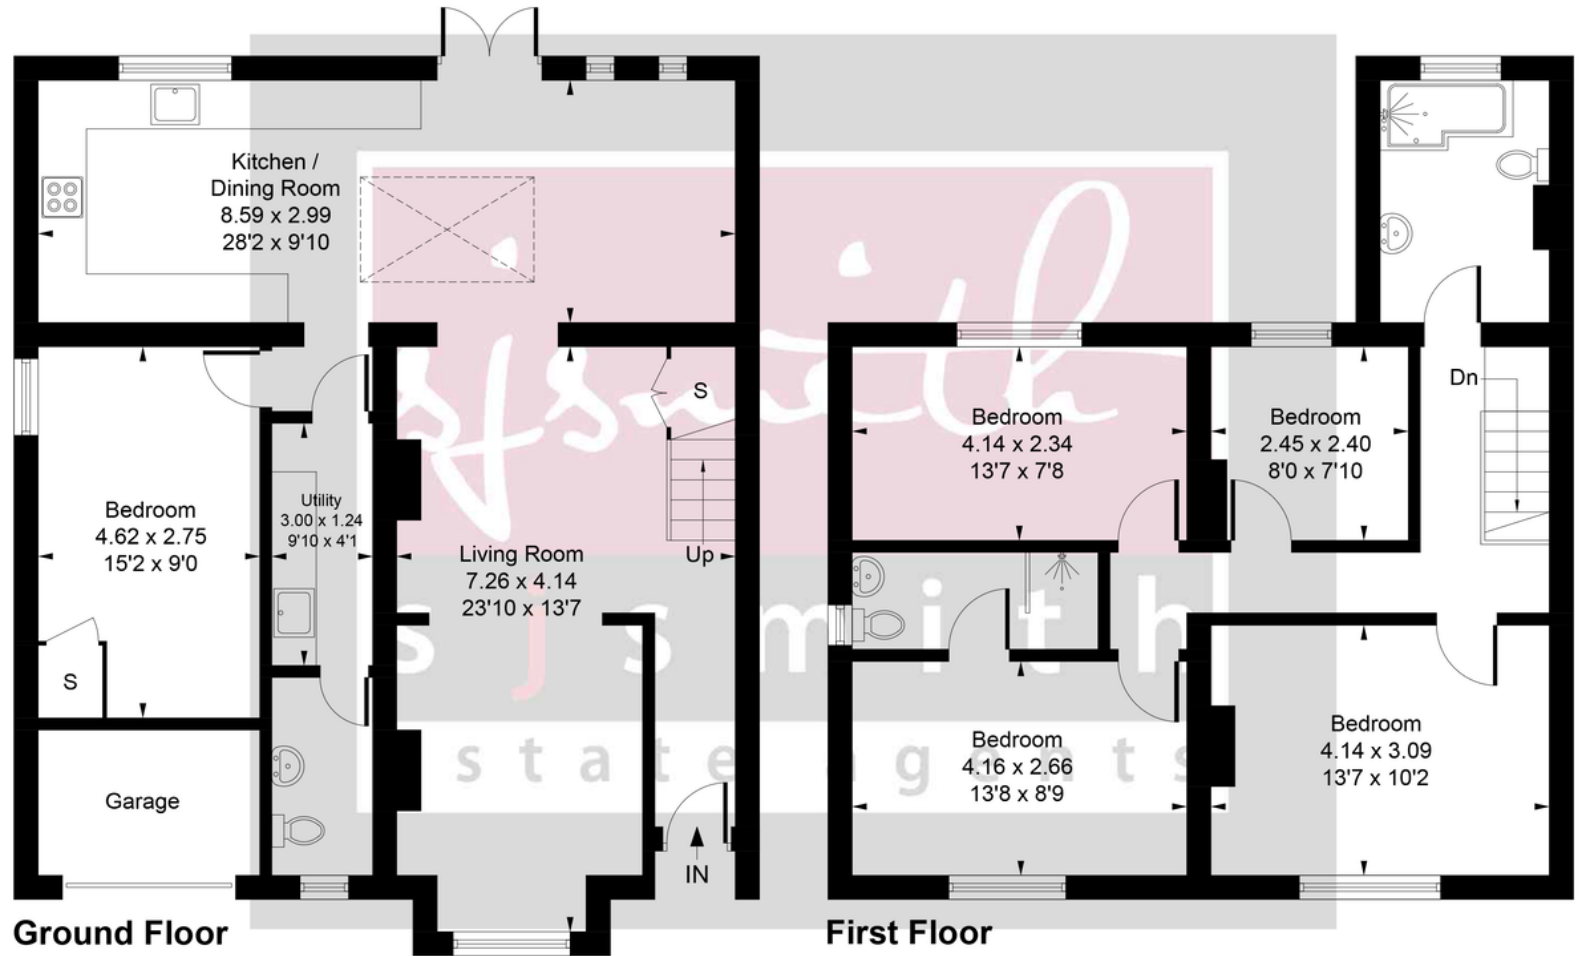 Kitchen /
Dining Room
8.59 x 2.99
28'2 x 9'10
S
Bedroom
4.62 x 2.75
15'2 x 9'0
Utility
3.00 x 1.24
9'10 x 4'1
Living Room
7.26 x 4.14
23'10 x 13'7
Up
S
Garage
IN
Ground Floor
Dn
Bedroom
4.14 x 2.34
13'7 x 7'8
Bedroom
2.45 x 2.40
8'0 x 7'10
Bedroom
4.16 x 2.66
13'8 x 8'9
Bedroom
4.14 x 3.09
13'7 x 10'2
First Floor
sjsmith
s j smith
estate agents